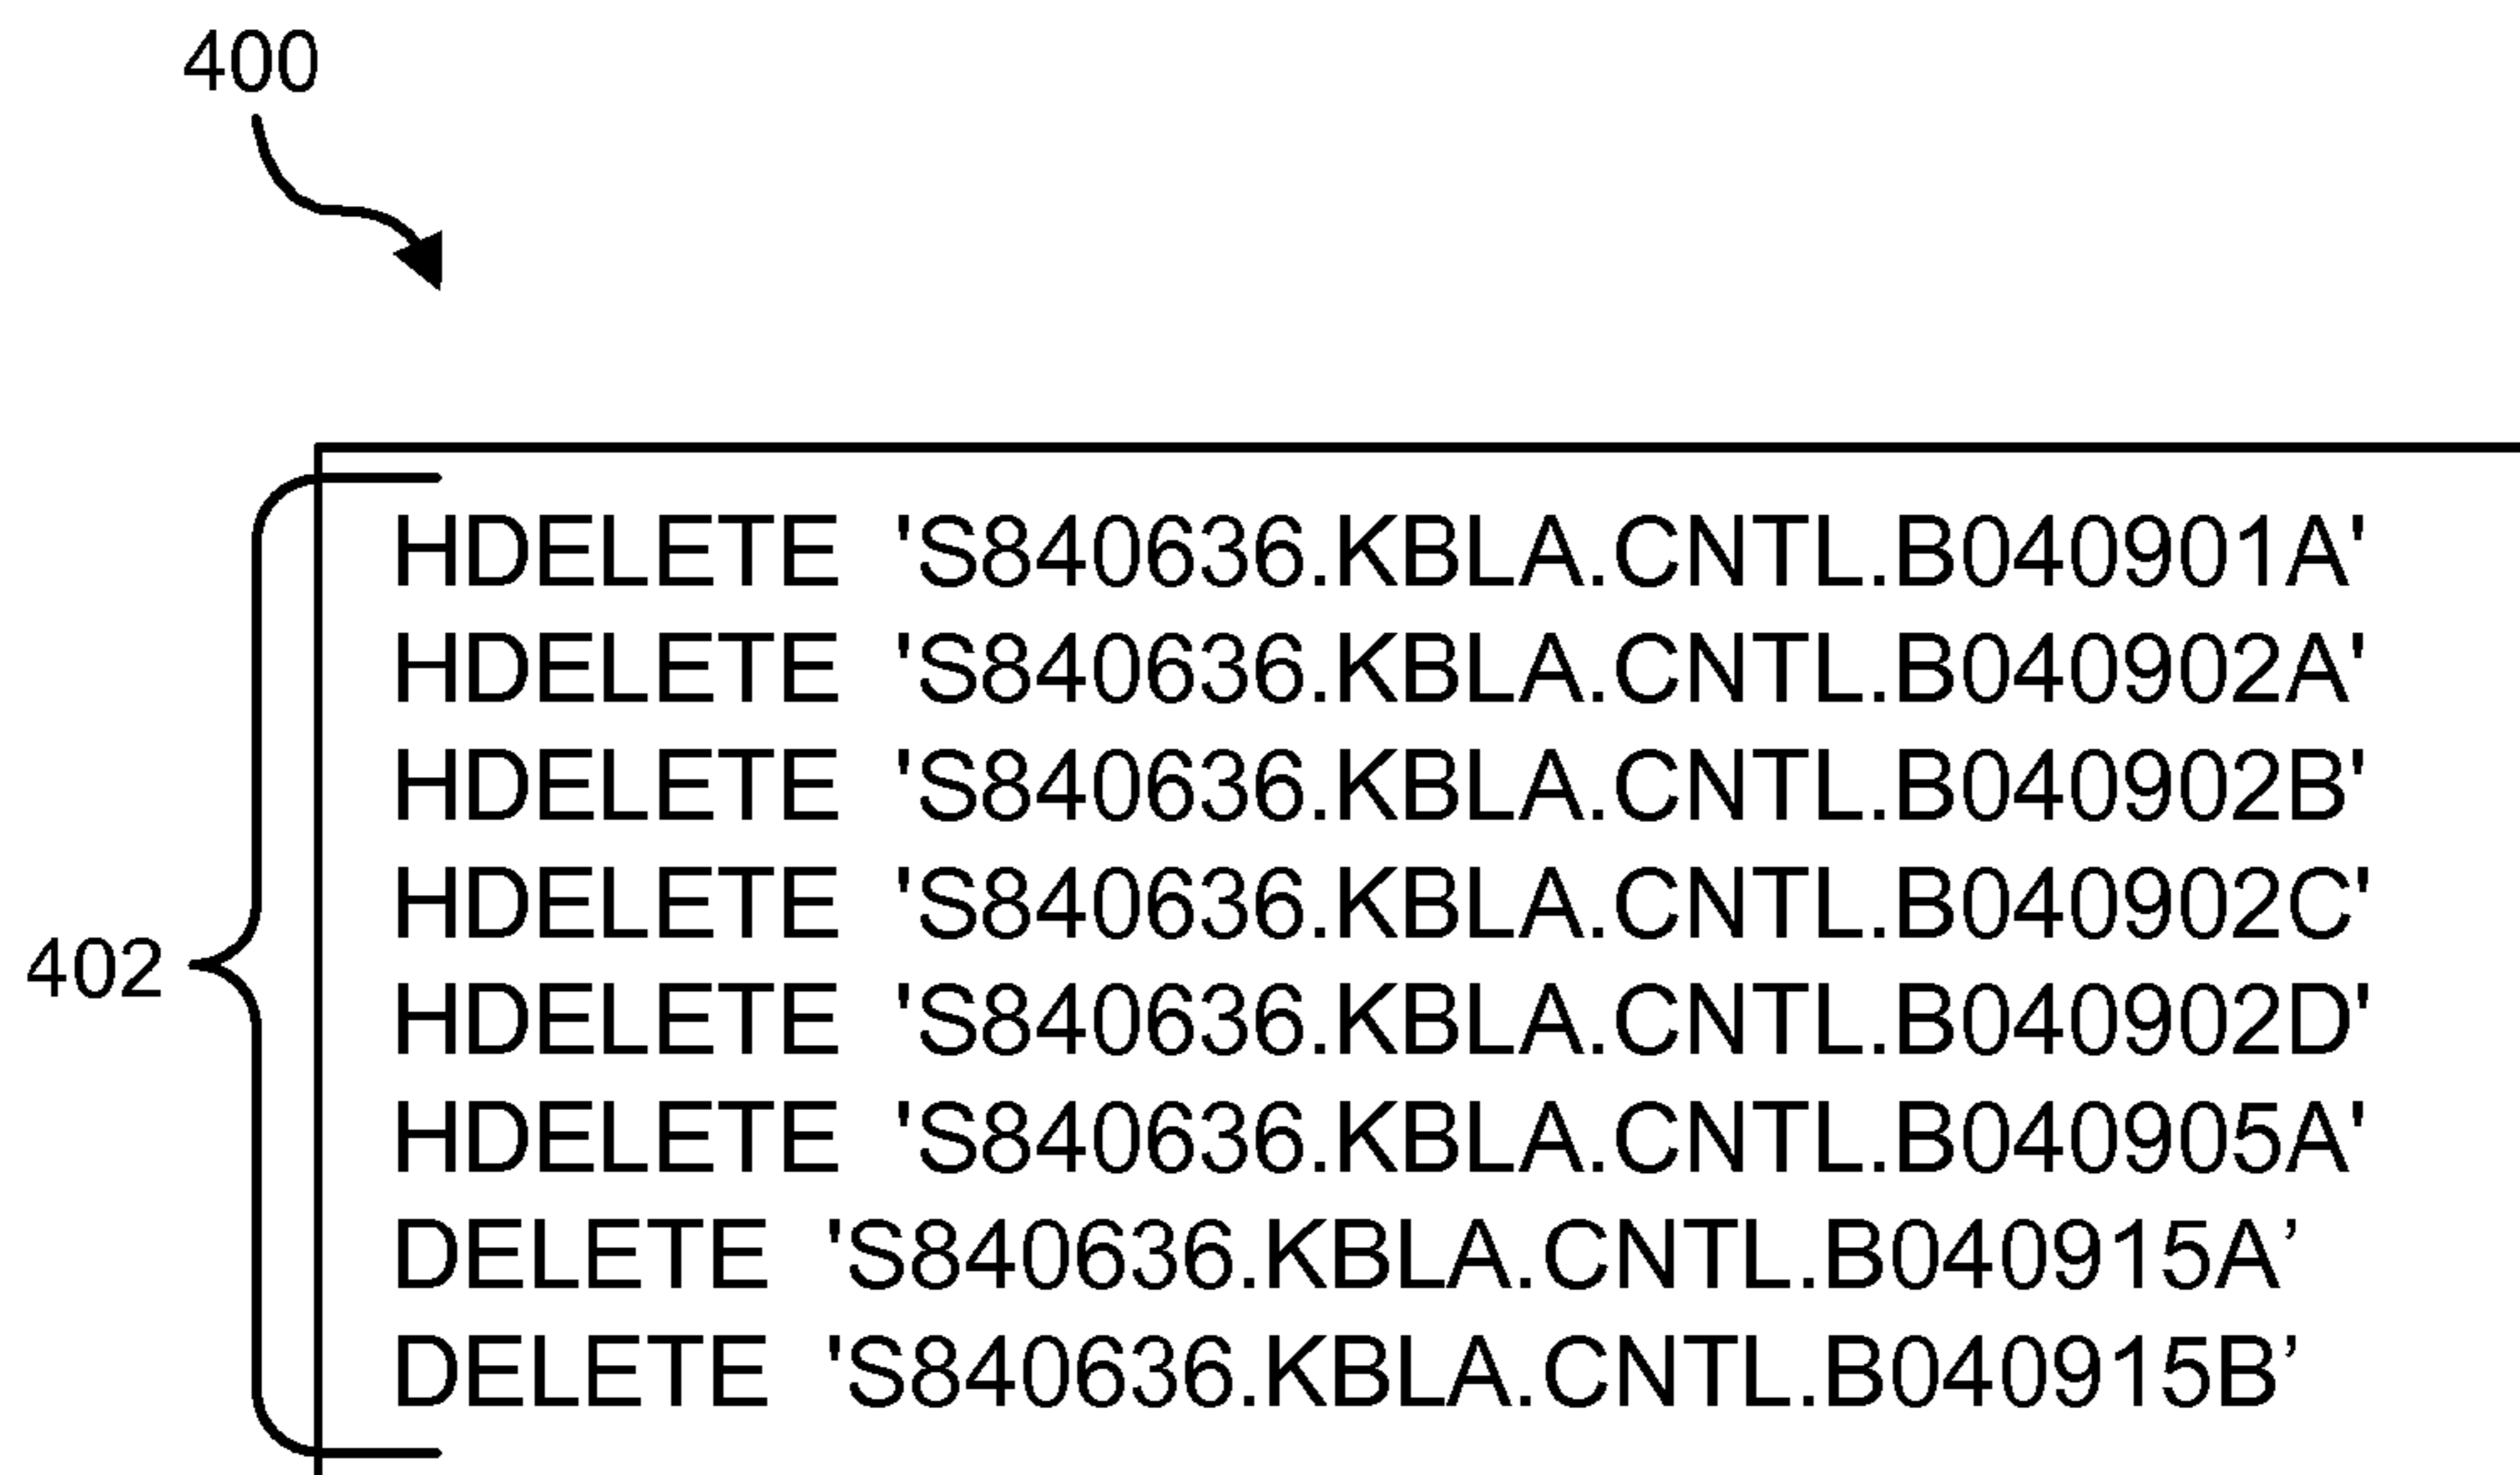 400
HDELETE 'S840636.KBLA.CNTL.B040901A'
HDELETE 'S840636.KBLA.CNTL.B040902A'
HDELETE 'S840636.KBLA.CNTL.B040902B'
HDELETE 'S840636.KBLA.CNTL.B040902C'
402
HDELETE 'S840636.KBLA.CNTL.B040902D'
HDELETE 'S840636.KBLA.CNTL.B040905A'
DELETE 'S840636.KBLA.CNTL.B040915A’
DELETE 'S840636.KBLA.CNTL.B040915B’